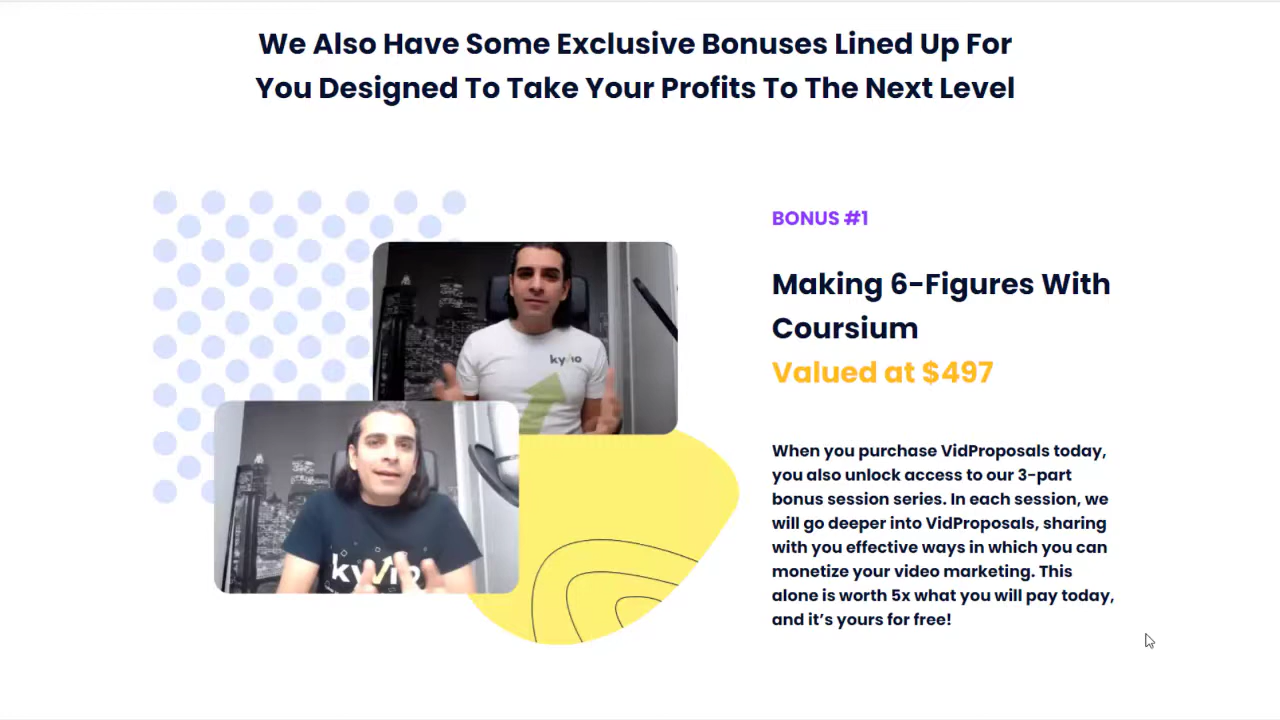 We Also Have Some Exclusive Bonuses Lined Up For
You Designed To Take Your Profits To The Next Level
BONUS #1
Making 6-Figures With
Coursium
Valued at $497
When you purchase VidProposals today,
you also unlock access to our 3-part
bonus session series. In each session, we
will go deeper into VidProposals, sharing
with you effective ways in which you can
monetize your video marketing. This
alone is worth 5x what you will pay today,
and it’s yours for free!
kyvio
kyvio